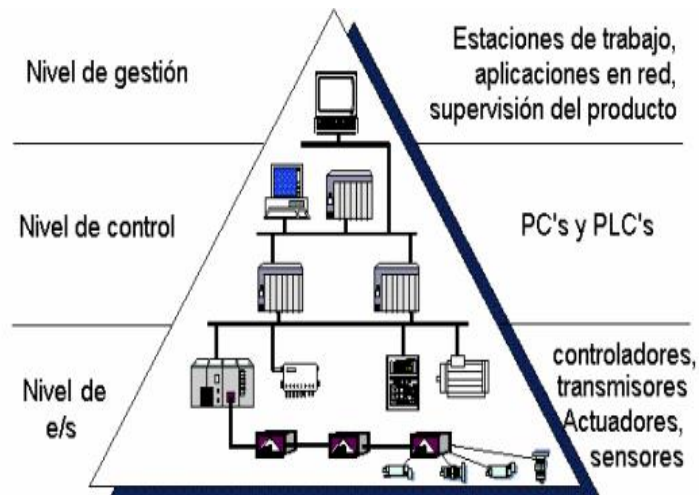 Nivel de gestión
Estaciones de trabajo,
aplicaciones en red,
supervisión del producto
Nivel de control
PC's y PLC's
Nivel de
e/s
controladores,
transmisores
Actuadores,
sensores